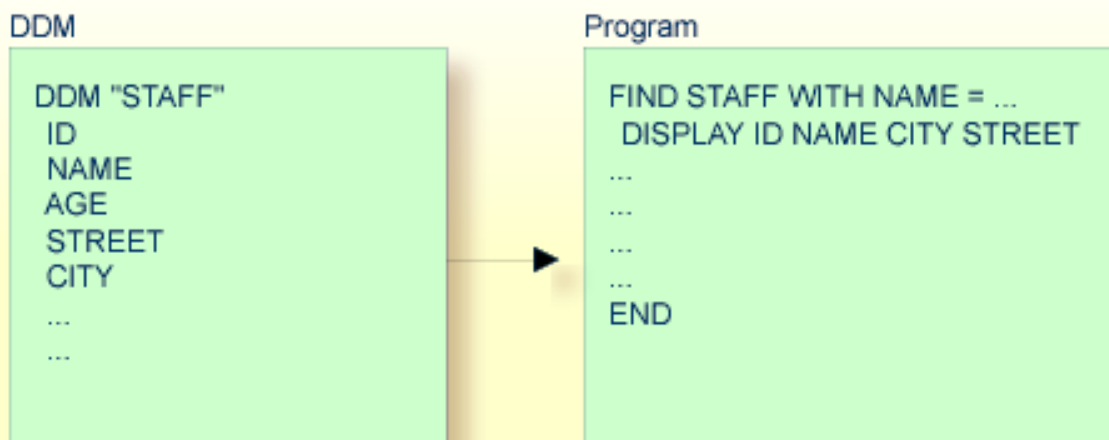 DDM
DDM "STAFF"
ID
NAME
AGE
STREET
CITY
...
...
Program
FIND STAFF WITH NAME = ...
DISPLAY ID NAME CITY STREET
...
...
...
...
END